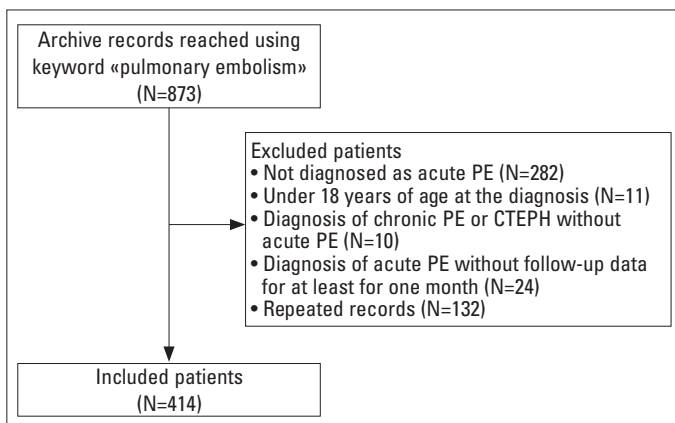 Archive records reached using
keyword «pulmonary embolism»
(N=873)
Excluded patients
• Not diagnosed as acute PE (N=282)
• Under 18 years of age at the diagnosis (N=11)
• Diagnosis of chronic PE or CTEPH without
acute PE (N=10)
• Diagnosis of acute PE without follow-up data
for at least for one month (N=24)
• Repeated records (N=132)
Included patients
(N=414)